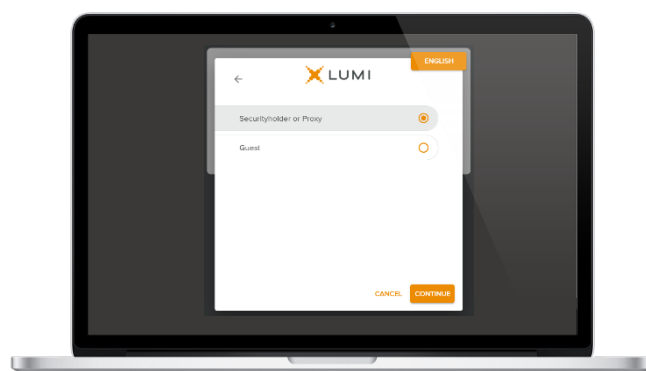 ENGLISH
LUMI
Securityholder or Proxy
Guest
CANCEL
CONTINUE